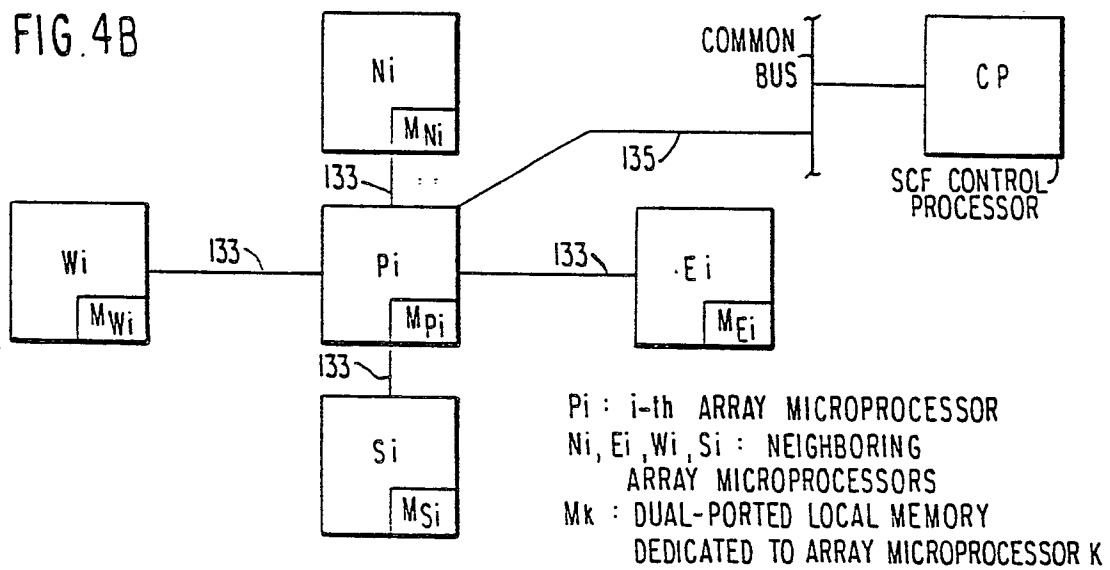 FIG. 4B
Ni
MNi
COMMON
BUS
CP
135
SCF CONTROL
PROCESSOR
133
Wi
MWi
133
Pi
MPi
133
Ei
MEi
133
Si
MSi
Pi : i-th ARRAY MICROPROCESSOR
Ni, Ei, Wi, Si : NEIGHBORING
ARRAY MICROPROCESSORS
Mk : DUAL-PORTED LOCAL MEMORY
DEDICATED TO ARRAY MICROPROCESSOR K